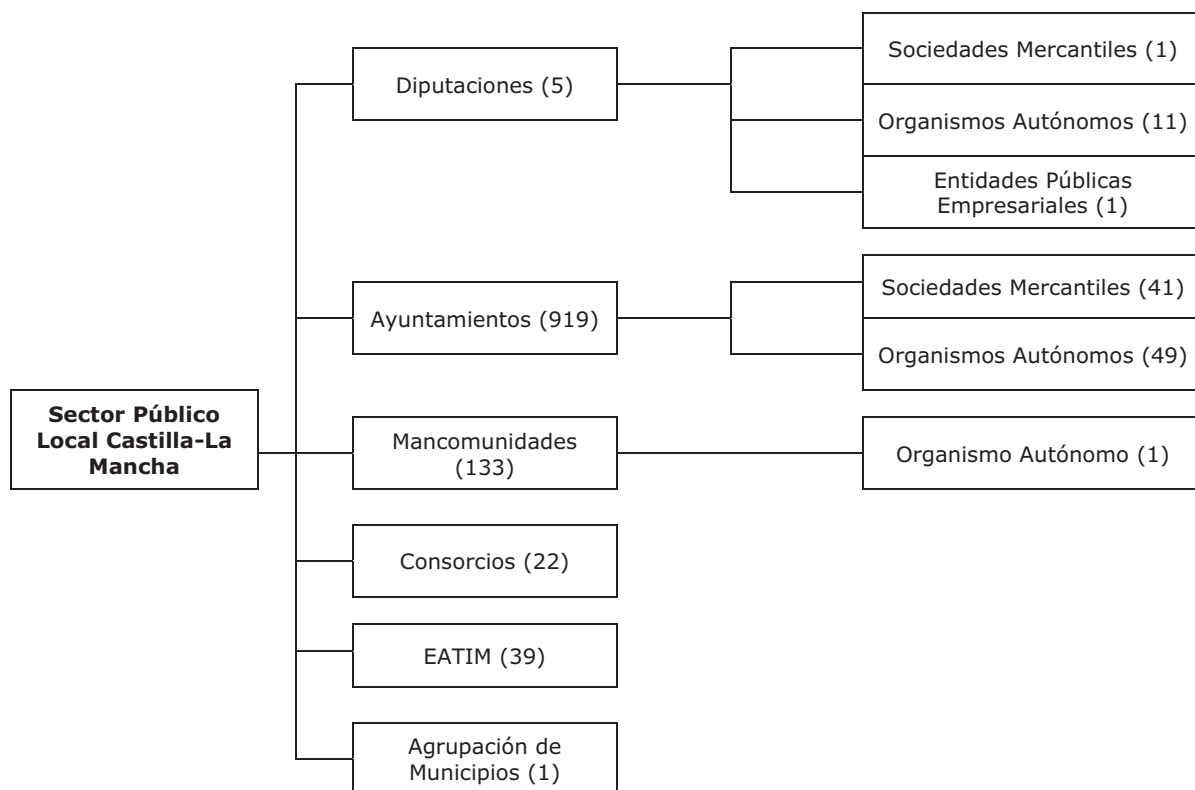 Sociedades Mercantiles (1)
Diputaciones (5)
Organismos Autónomos (11)
Entidades Públicas
Empresariales (1)
Sociedades Mercantiles (41)
Ayuntamientos (919)
Organismos Autónomos (49)
Sector Público
Local Castilla-La
Mancha
Mancomunidades
(133)
Organismo Autónomo (1)
Consorcios (22)
EATIM (39)
Agrupación de
Municipios (1)